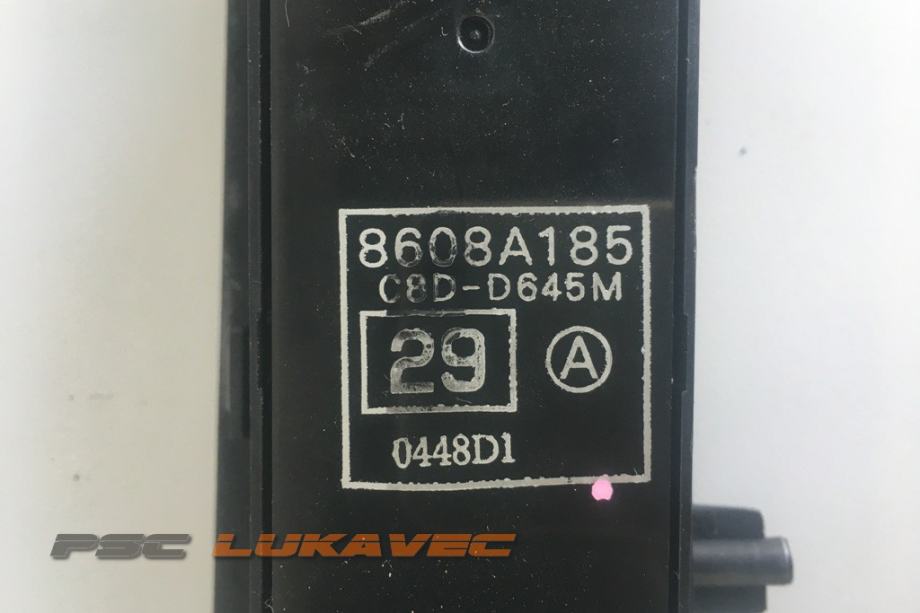 8608A185
C8D-D645M
29 A
0448D1
PSC LUKAVEC